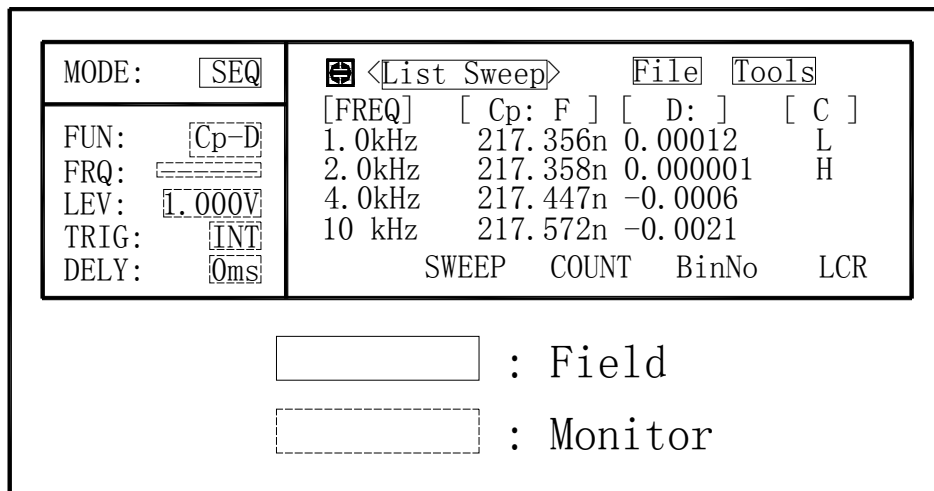 MODE: SEQ
FUN: Cp-D
FRQ: ------
LEV: 1.000V
TRIG: INT
DELY: 0ms
<List Sweep> File Tools
[FREQ] [ Cp: F ] [ D: ] [ C ]
1.0kHz 217.356n 0.00012 L
2.0kHz 217.358n 0.000001 H
4.0kHz 217.447n -0.0006
10 kHz 217.572n -0.0021
SWEEP COUNT BinNo LCR
: Field
: Monitor